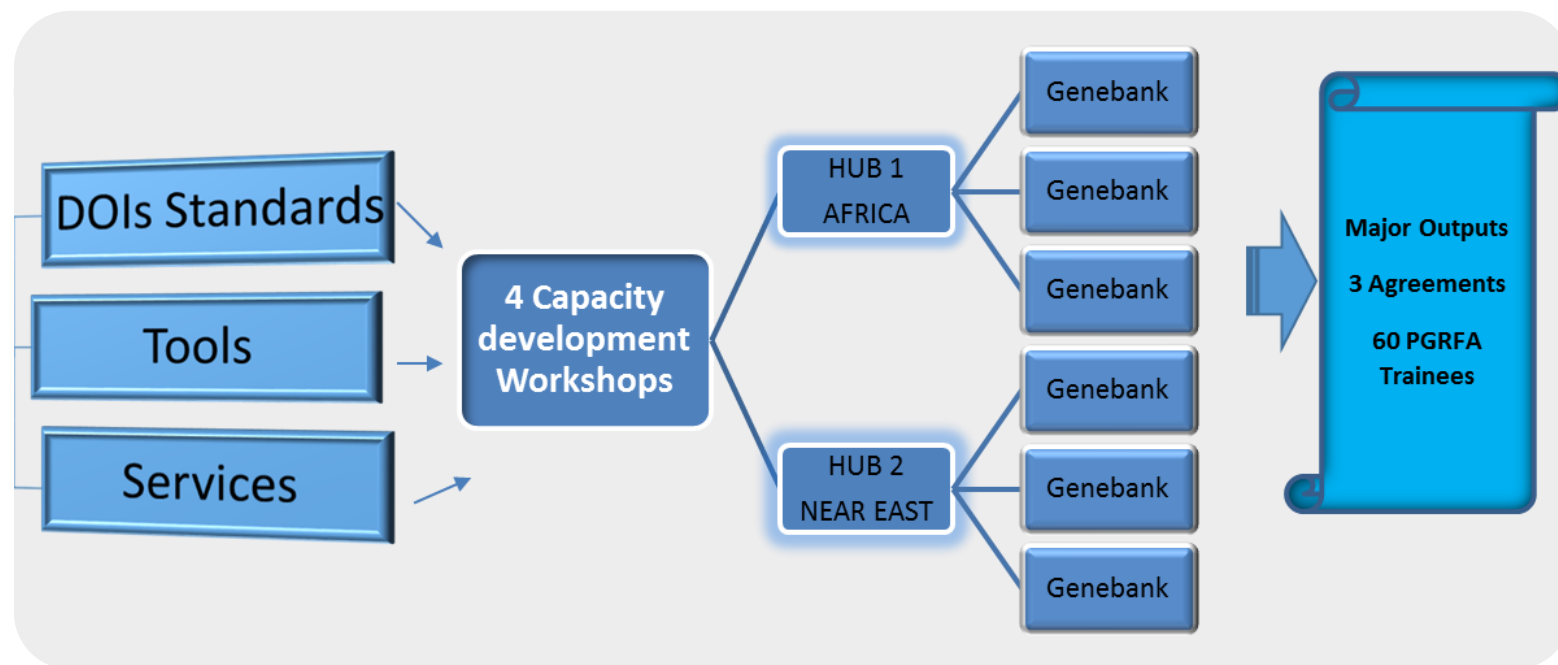 DOIs Standards
Tools
Services
4 Capacity
development
Workshops
HUB 1
AFRICA
HUB 2
NEAR EAST
Genebank
Genebank
Genebank
Genebank
Genebank
Genebank
Major Outputs
3 Agreements
60 PGRFA
Trainees